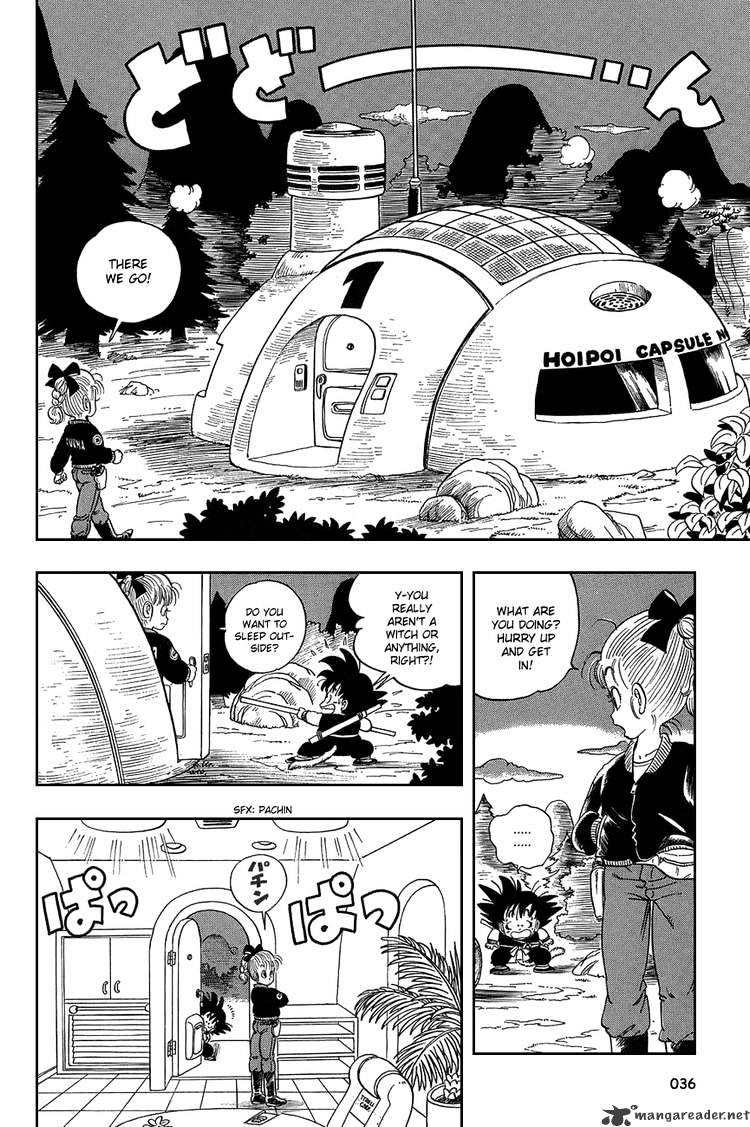 どど━━ん
THERE
WE GO!
1
HOIPOI CAPSULE N
WHAT ARE
YOU DOING?
HURRY UP
AND GET
IN!
……
……
Y-YOU
REALLY
AREN'T A
WITCH OR
ANYTHING,
RIGHT?!
DO YOU
WANT TO
SLEEP OUT-
SIDE?
SFX: PACHIN
ぱっ
パチン
ぱっ
036
mangareader.net